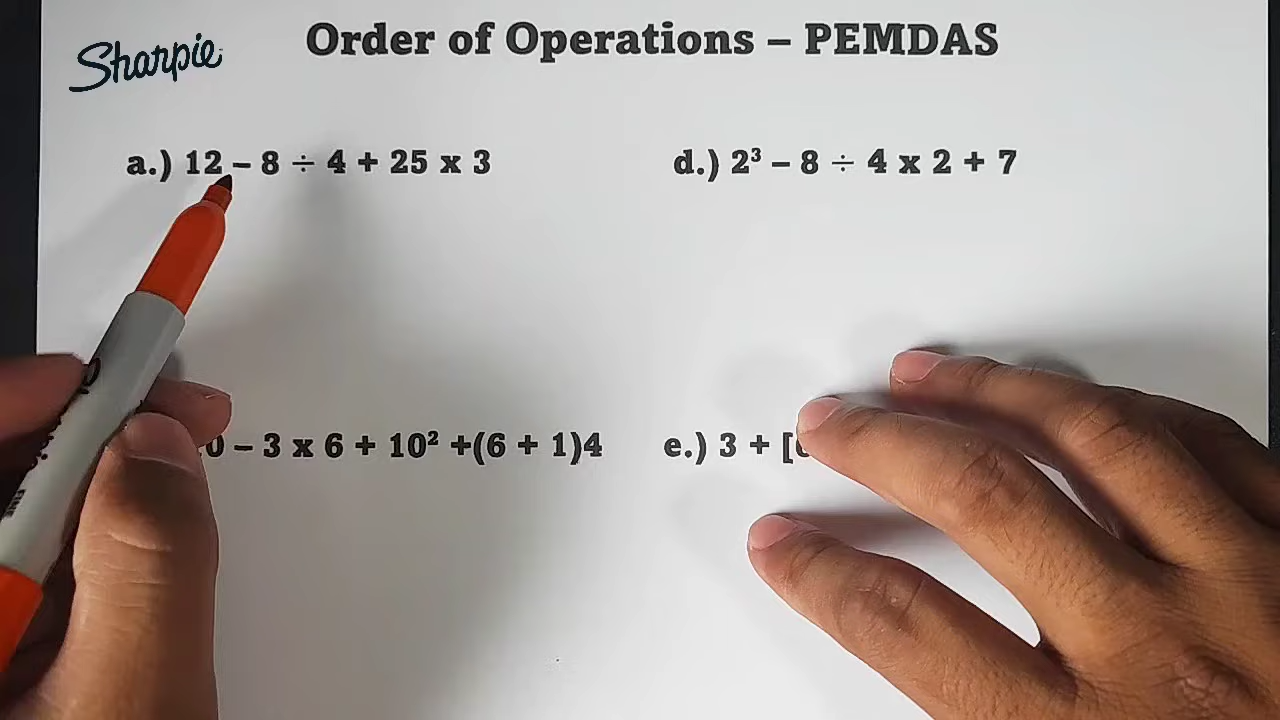 Sharpie
Order of Operations – PEMDAS
a.) 12 – 8 ÷ 4 + 25 x 3
d.) 2³ – 8 ÷ 4 x 2 + 7
0 – 3 x 6 + 10² +(6 + 1)4
e.) 3 + [